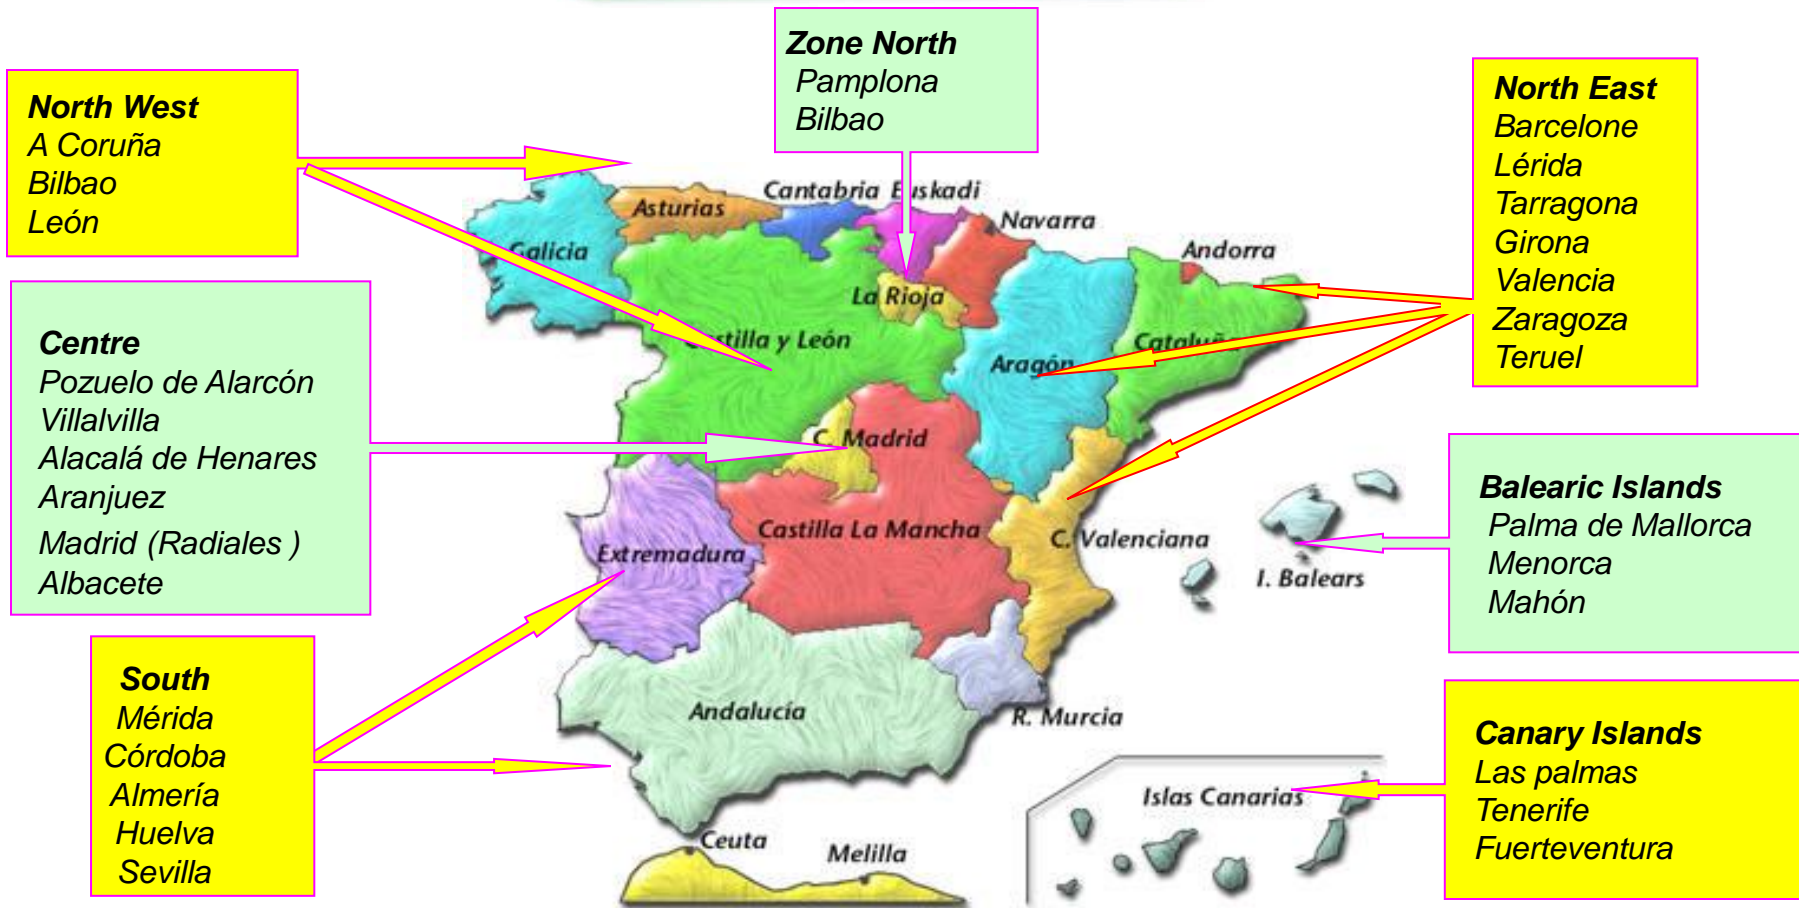 Zone North
Pamplona
Bilbao
North West
A Coruña
Bilbao
León
North East
Barcelone
Lérida
Tarragona
Girona
Valencia
Zaragoza
Teruel
Centre
Pozuelo de Alarcón
Villalvilla
Alacalá de Henares
Aranjuez
Madrid (Radiales )
Albacete
Balearic Islands
Palma de Mallorca
Menorca
Mahón
South
Mérida
Córdoba
Almería
Huelva
Sevilla
Canary Islands
Las palmas
Tenerife
Fuerteventura
Cantabria
Euskadi
Asturias
Navarra
Galicia
Andorra
La Rioja
Castilla y León
Aragón
Cataluña
C. Madrid
Castilla La Mancha
C. Valenciana
Extremadura
I. Balears
Andalucía
R. Murcia
Islas Canarias
Ceuta
Melilla